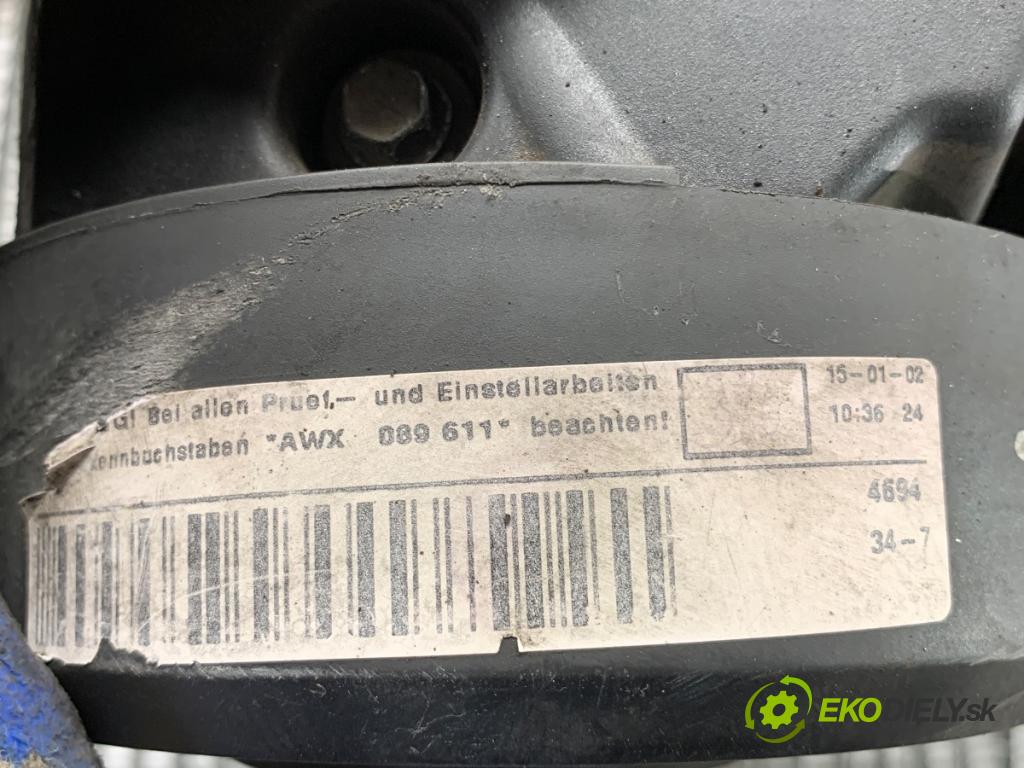 G! Bei allen Pruef.- und Einstellarbeiten
Kennbuchstaben *AWX 089 611* beachten!
15-01-02
10:36 24
4694
34-7
EKODIELY.sk